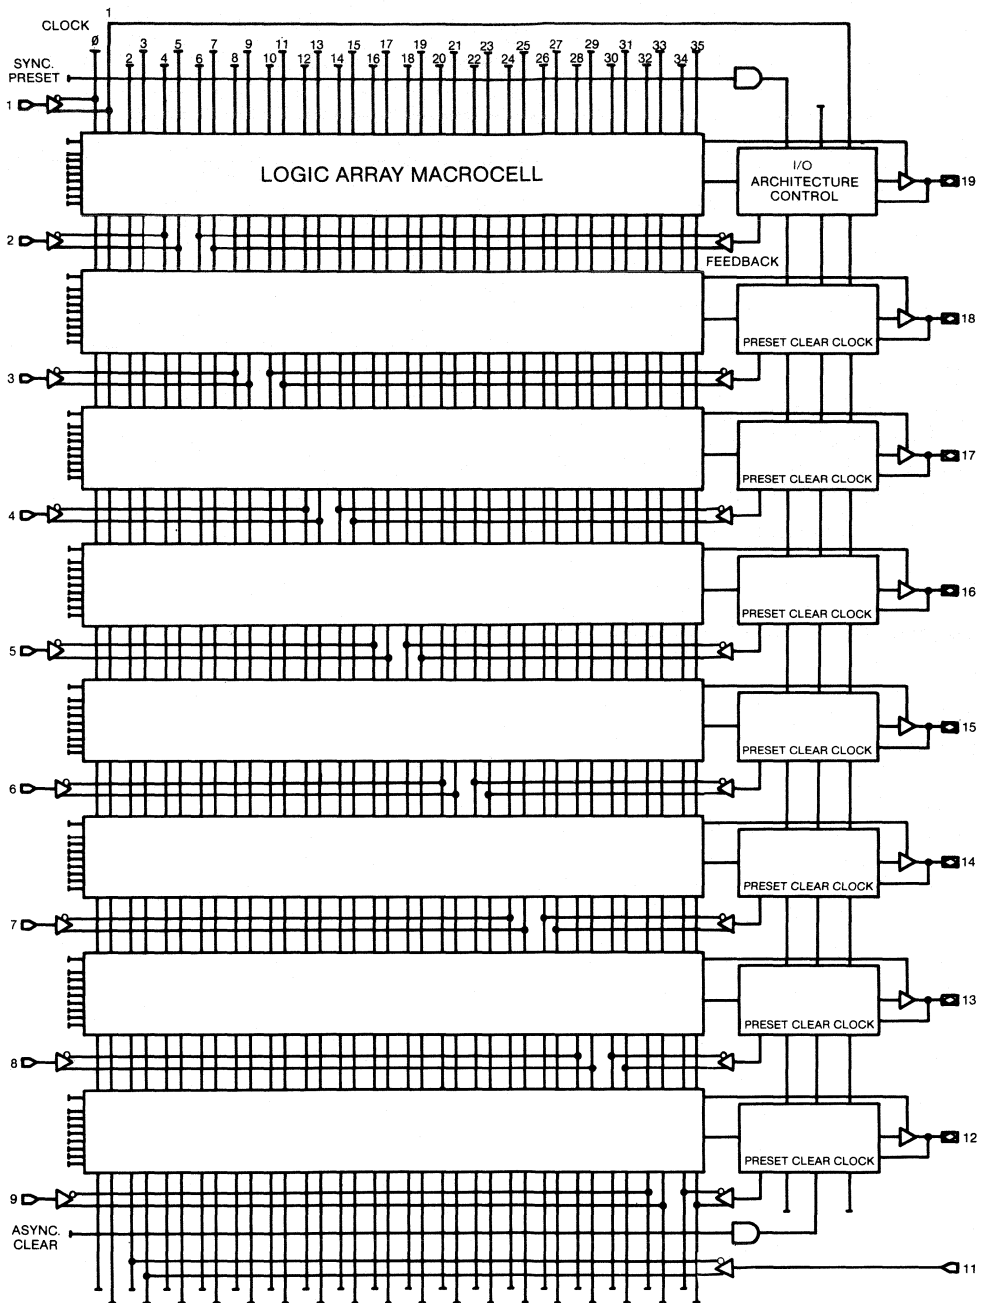 1
CLOCK
Ø 3 5 7 9 11 13 15 17 19 21 23 25 27 29 31 33 35
2 4 6 8 10 12 14 16 18 20 22 24 26 28 30 32 34
SYNC.
PRESET
1
LOGIC ARRAY MACROCELL
I/O
ARCHITECTURE
CONTROL
19
2
FEEDBACK
18
PRESET CLEAR CLOCK
3
17
PRESET CLEAR CLOCK
4
16
PRESET CLEAR CLOCK
5
15
PRESET CLEAR CLOCK
6
14
PRESET CLEAR CLOCK
7
13
PRESET CLEAR CLOCK
8
12
PRESET CLEAR CLOCK
9
ASYNC.
CLEAR
11